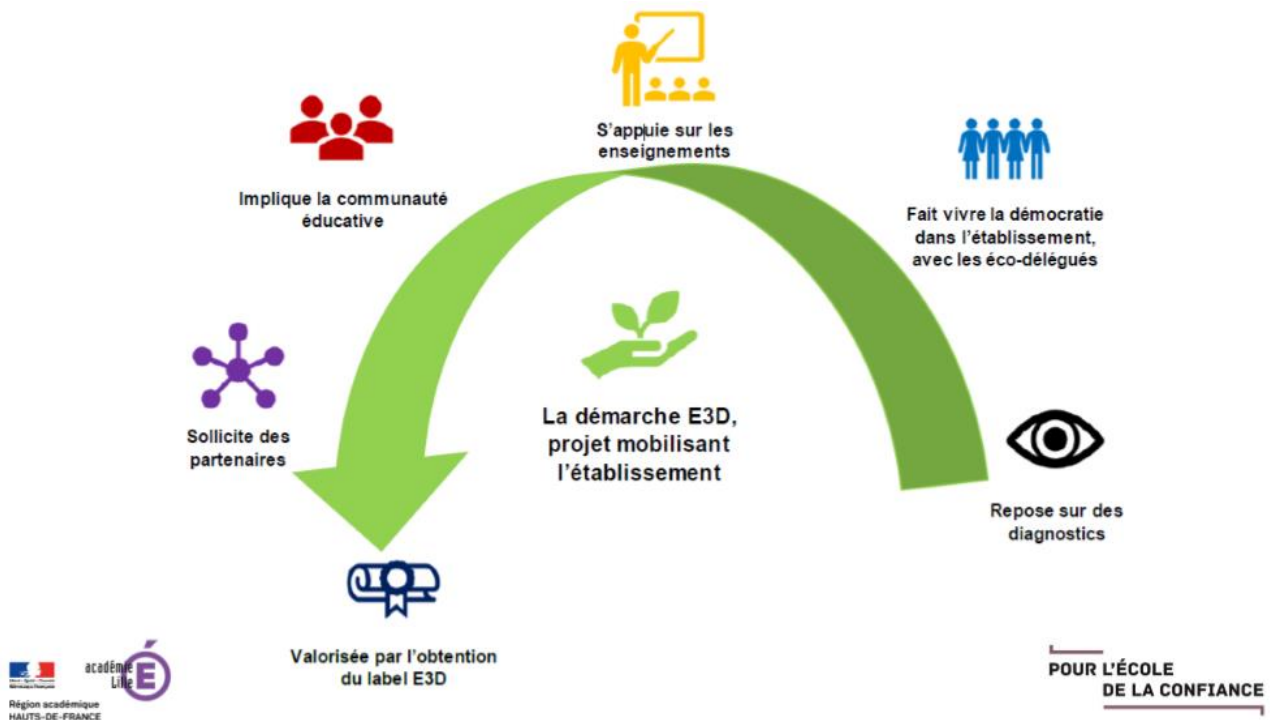 S'appuie sur les
enseignements
Implique la communauté
éducative
Fait vivre la démocratie
dans l'établissement,
avec les éco-délégués
La démarche E3D,
projet mobilisant
l'établissement
Sollicite des
partenaires
Repose sur des
diagnostics
Valorisée par l'obtention
du label E3D
académie
Lille
É
Région académique
HAUTS-DE-FRANCE
POUR L'ÉCOLE
DE LA CONFIANCE